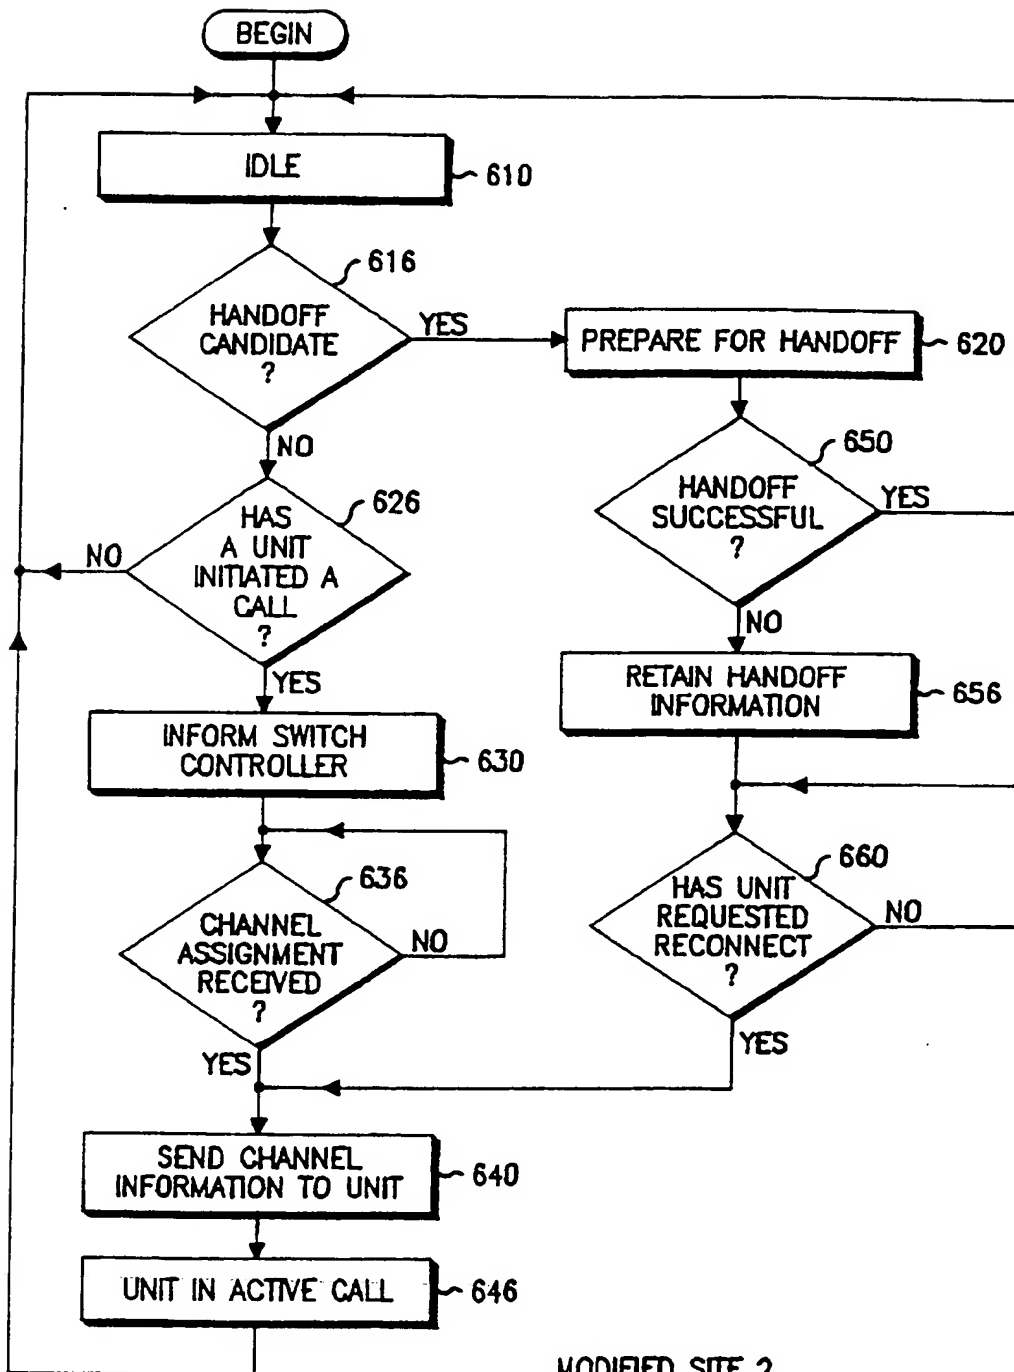 BEGIN
IDLE
610
616
HANDOFF
CANDIDATE
?
YES
PREPARE FOR HANDOFF
620
NO
650
HANDOFF
SUCCESSFUL
?
YES
626
HAS
A UNIT
INITIATED A
CALL
?
NO
NO
YES
RETAIN HANDOFF
INFORMATION
656
INFORM SWITCH
CONTROLLER
630
636
CHANNEL
ASSIGNMENT
RECEIVED
?
NO
YES
660
HAS UNIT
REQUESTED
RECONNECT
?
NO
YES
SEND CHANNEL
INFORMATION TO UNIT
640
UNIT IN ACTIVE CALL
646
MODIFIED SITE 2